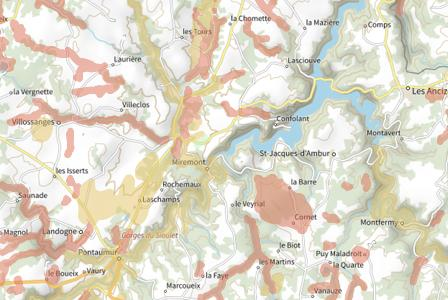 la Chomette
la Mazière
Comps
les Tours
Laurière
Lasciouve
la Vergnette
Villeclos
les Anciz
Villossanges
Confolant
Montavert
Miremont
St-Jacques-d'Ambur
les Isserts
Rochemaux
la Barre
Saunade
Laschamps
le Veyrial
Cornet
Montfermy
Magnol
Landogne
Gorges du Sioulet
le Biot
Pontaumur
Puy Maladroit
les Martins
la Quarte
le Boueix
Vaury
la Faye
Marcoueix
Vanauze